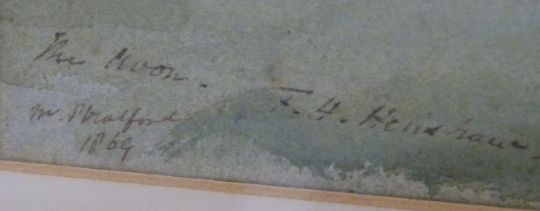 The Avon.
nr. Stratford
1869
F. H. Henshaw.